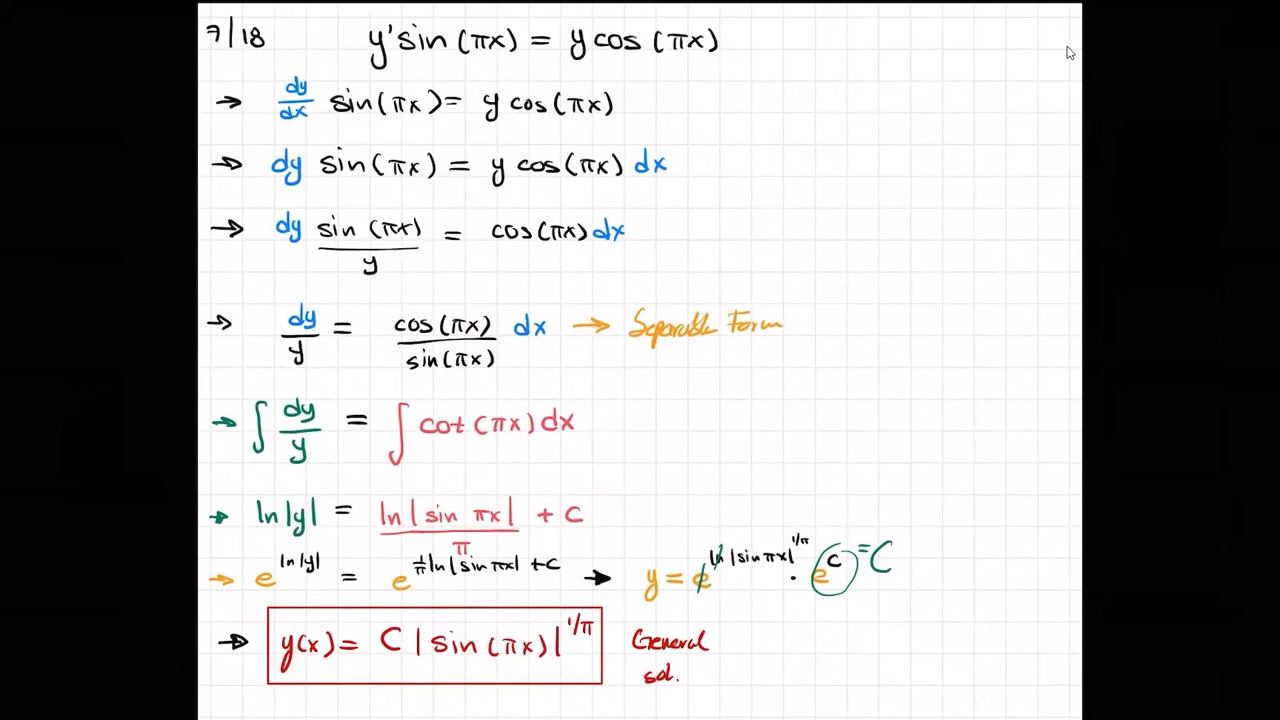 7/18 y'sin(πx) = y cos(πx)
→ dy/dx sin(πx) = y cos(πx)
→ dy sin(πx) = y cos(πx) dx
→ dy sin(πx)/y = cos(πx) dx
→ dy/y = cos(πx)/sin(πx) dx → Separable Form
→ ∫ dy/y = ∫ cot(πx) dx
→ ln|y| = ln|sin πx|/π + C
→ e^{ln|y|} = e^{1/π ln|sin πx| + C} → y = e^{ln|sin πx|^{1/π}} · e^C = C
→ y(x) = C|sin(πx)|^{1/π} General
sol.